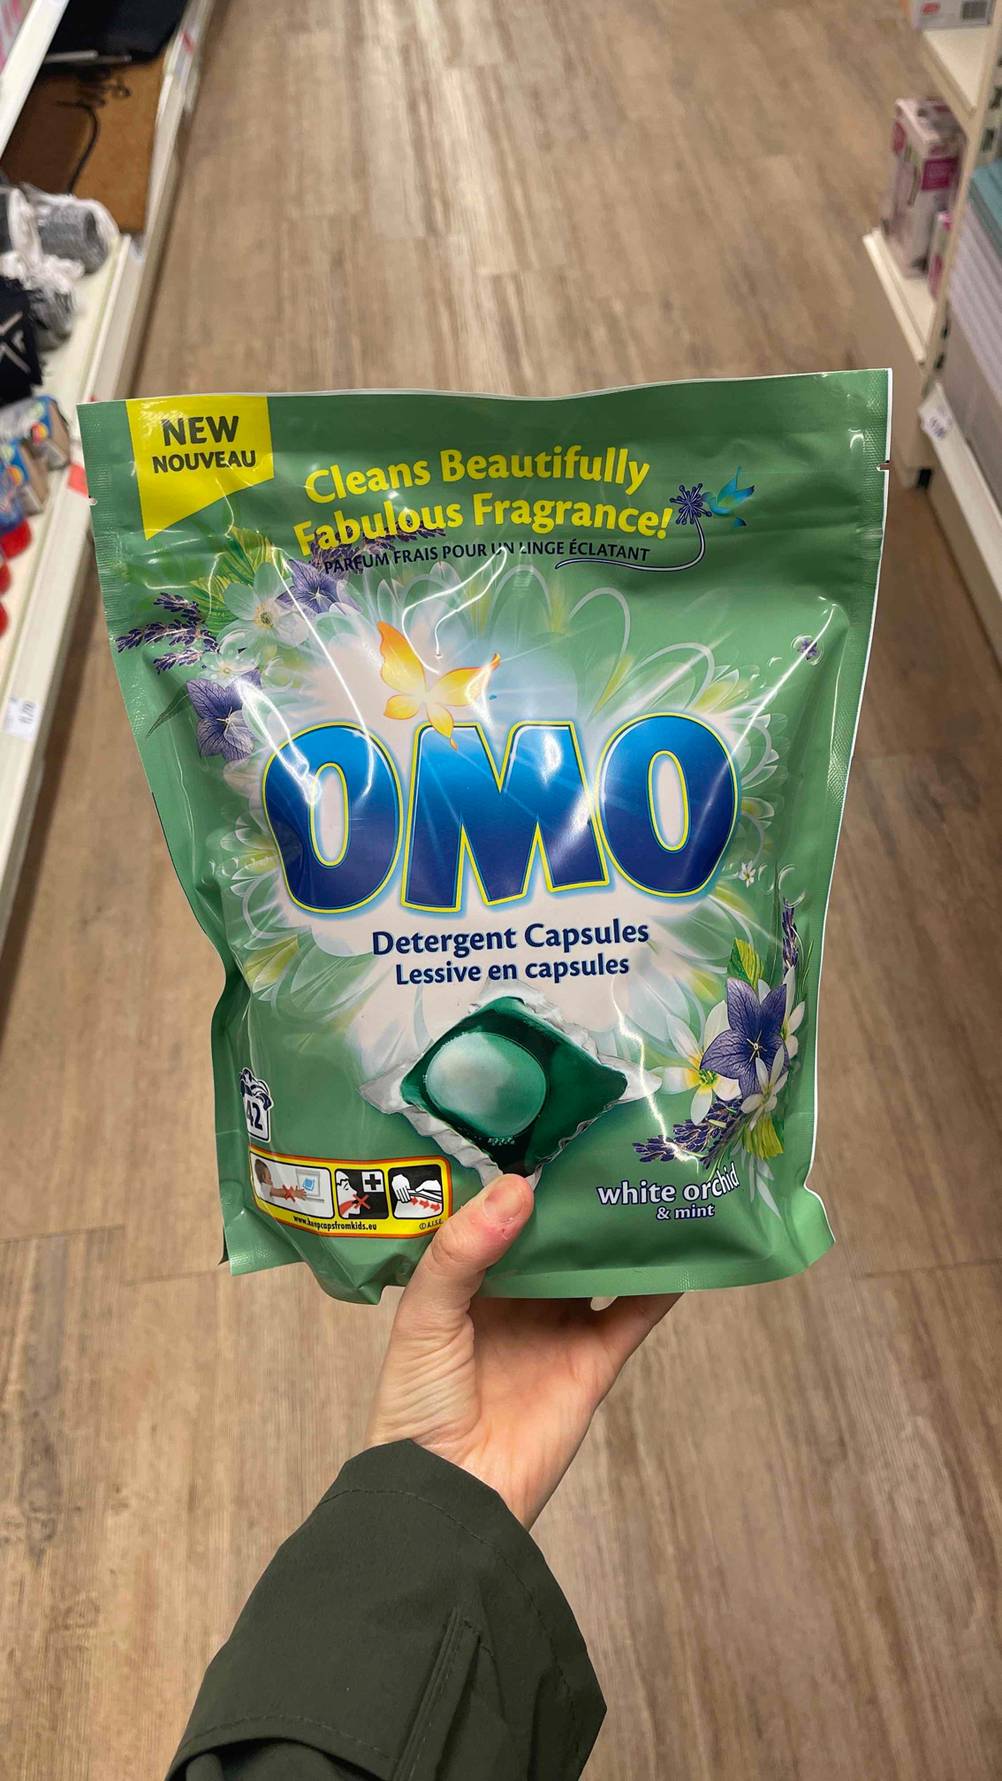 NEW
NOUVEAU
Cleans Beautifully
Fabulous Fragrance!
PARFUM FRAIS POUR UN LINGE ÉCLATANT
OMO
Detergent Capsules
Lessive en capsules
42
www.keepcapsfromkids.eu
© A.I.S.E.
white orchid
& mint